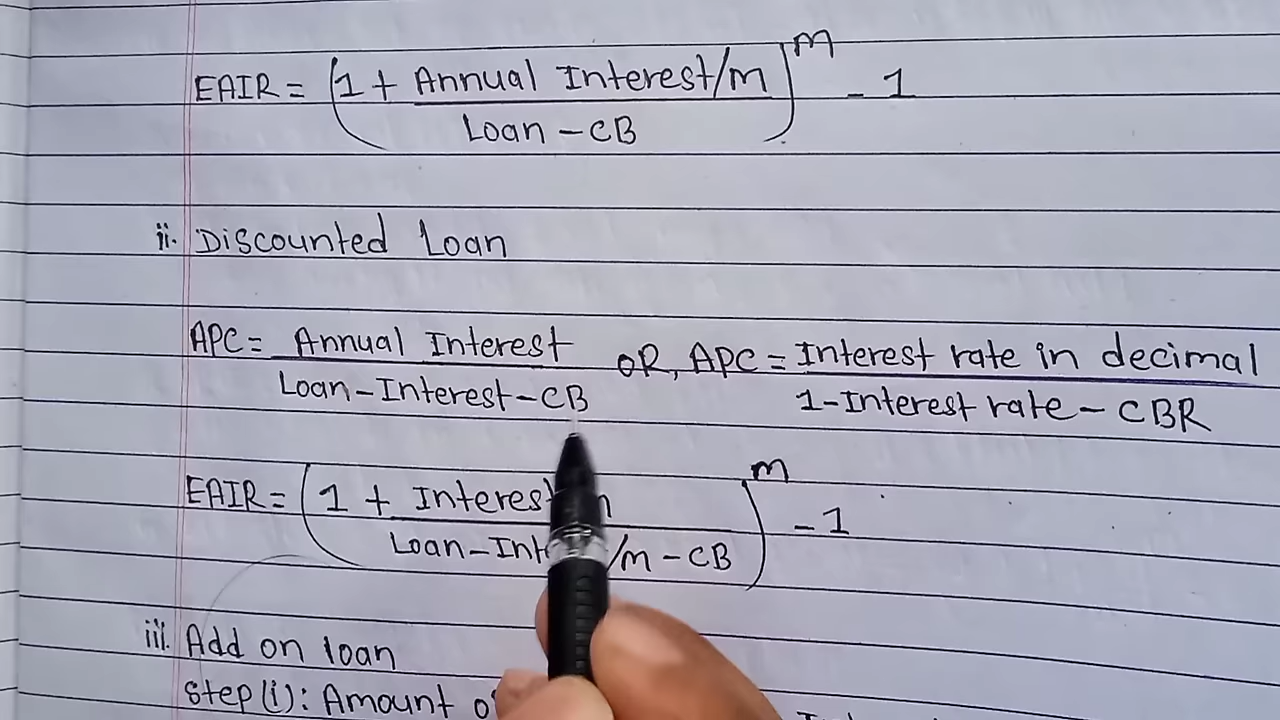 EAIR = (1 + Annual Interest/m / Loan - CB)^m - 1
ii. Discounted Loan
APC = Annual Interest / Loan - Interest - CB OR, APC = Interest rate in decimal / 1 - Interest rate - CBR
EAIR = (1 + Interest / Loan - /m - CB)^m - 1
iii. Add on loan
Step(i): Amount